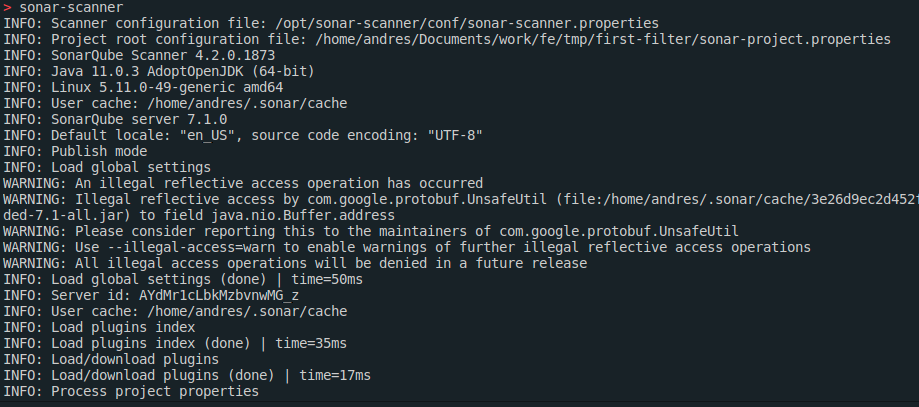 > sonar-scanner
INFO: Scanner configuration file: /opt/sonar-scanner/conf/sonar-scanner.properties
INFO: Project root configuration file: /home/andres/Documents/work/fe/tmp/first-filter/sonar-project.properties
INFO: SonarQube Scanner 4.2.0.1873
INFO: Java 11.0.3 AdoptOpenJDK (64-bit)
INFO: Linux 5.11.0-49-generic amd64
INFO: User cache: /home/andres/.sonar/cache
INFO: SonarQube server 7.1.0
INFO: Default locale: "en_US", source code encoding: "UTF-8"
INFO: Publish mode
INFO: Load global settings
WARNING: An illegal reflective access operation has occurred
WARNING: Illegal reflective access by com.google.protobuf.UnsafeUtil (file:/home/andres/.sonar/cache/3e26d9ec2d452f
ded-7.1-all.jar) to field java.nio.Buffer.address
WARNING: Please consider reporting this to the maintainers of com.google.protobuf.UnsafeUtil
WARNING: Use --illegal-access=warn to enable warnings of further illegal reflective access operations
WARNING: All illegal access operations will be denied in a future release
INFO: Load global settings (done) | time=50ms
INFO: Server id: AYdMr1cLbkMzbvnwMG_z
INFO: User cache: /home/andres/.sonar/cache
INFO: Load plugins index
INFO: Load plugins index (done) | time=35ms
INFO: Load/download plugins
INFO: Load/download plugins (done) | time=17ms
INFO: Process project properties